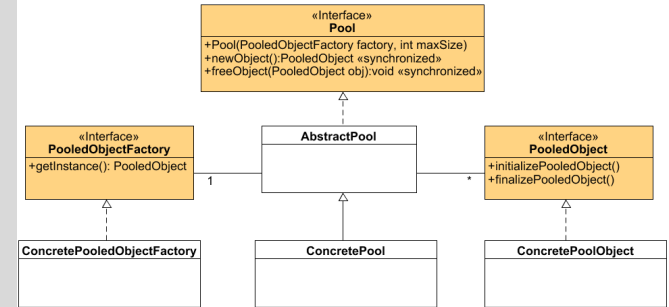 «Interface»
Pool
+Pool(PooledObjectFactory factory, int maxSize)
+newObject():PooledObject «synchronized»
+freeObject(PooledObject obj):void «synchronized»
«Interface»
PooledObjectFactory
+getInstance(): PooledObject
AbstractPool
«Interface»
PooledObject
+initializePooledObject()
+finalizePooledObject()
1
*
ConcretePooledObjectFactory
ConcretePool
ConcretePoolObject